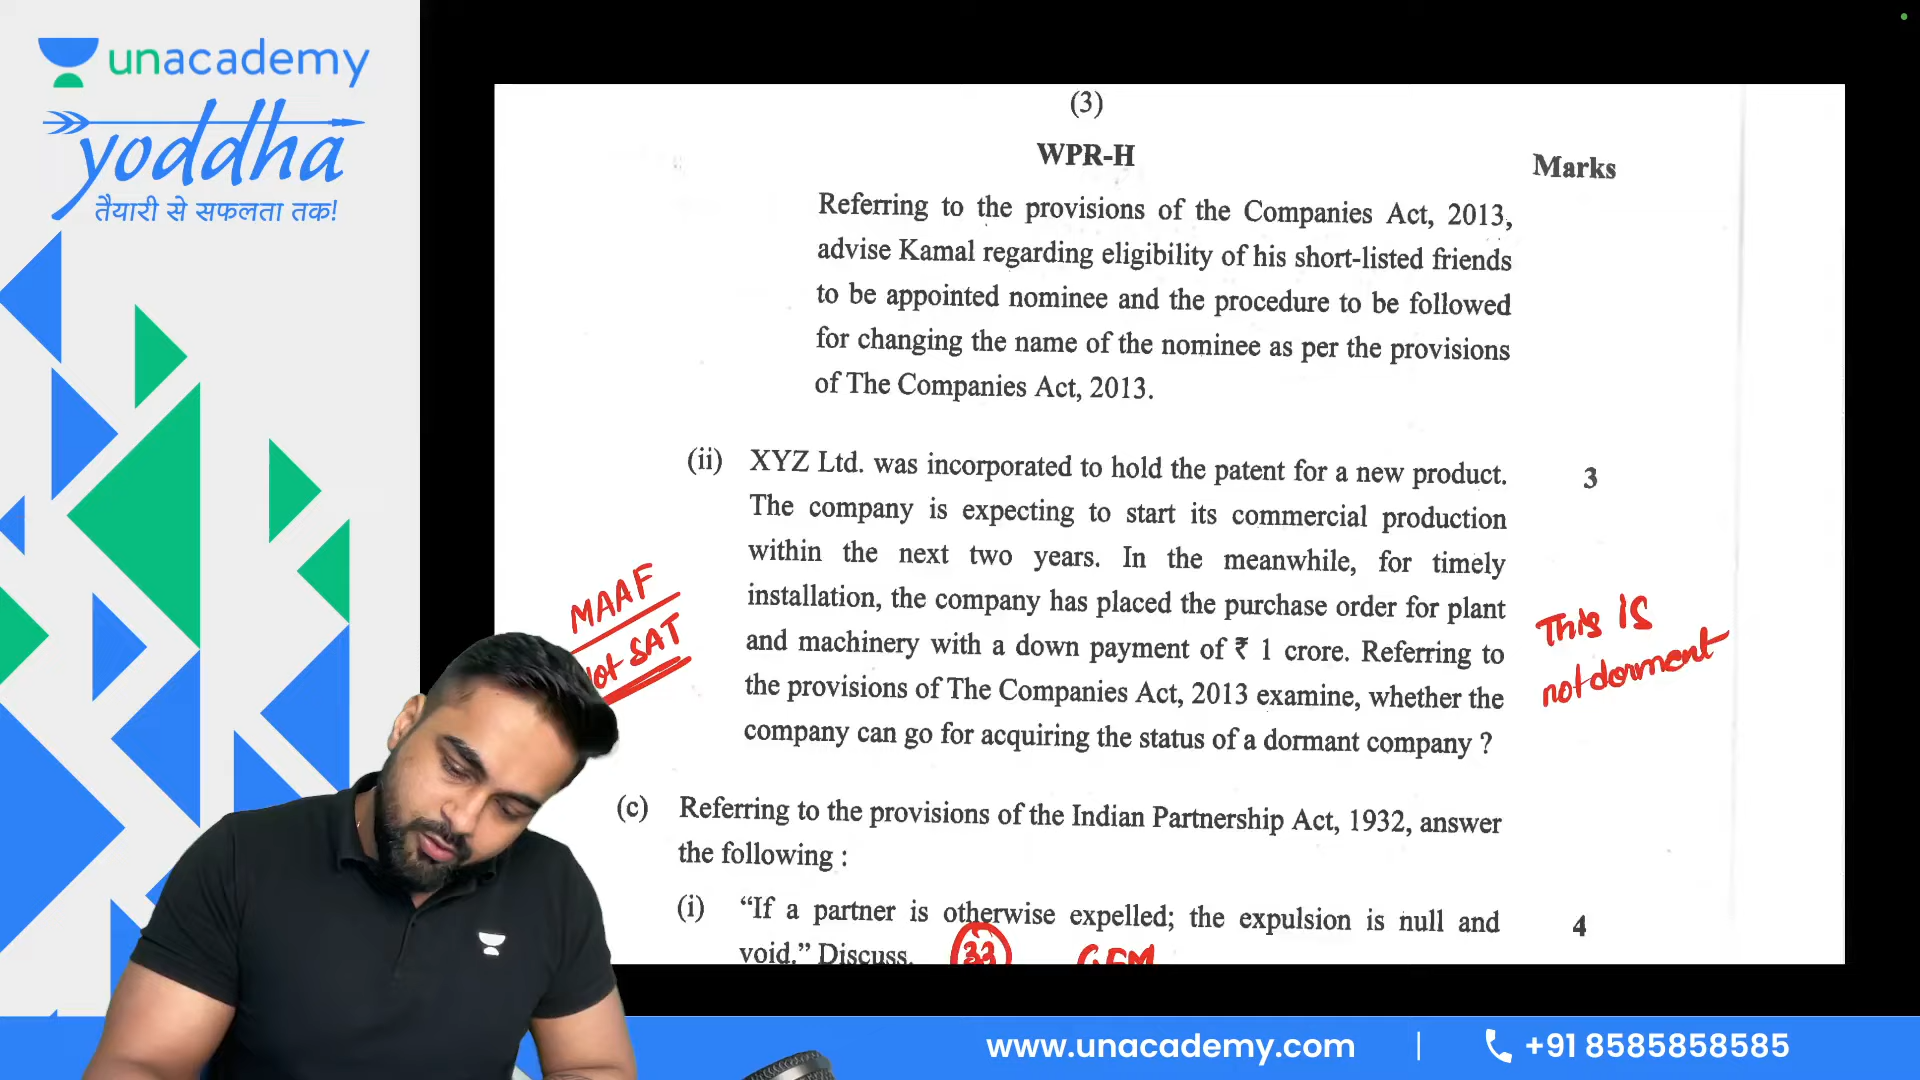 unacademy
yoddha
तैयारी से सफलता तक!
(3)
WPR-H
Marks
Referring to the provisions of the Companies Act, 2013,
advise Kamal regarding eligibility of his short-listed friends
to be appointed nominee and the procedure to be followed
for changing the name of the nominee as per the provisions
of The Companies Act, 2013.
(ii) XYZ Ltd. was incorporated to hold the patent for a new product. 3
The company is expecting to start its commercial production
within the next two years. In the meanwhile, for timely
installation, the company has placed the purchase order for plant
and machinery with a down payment of ₹ 1 crore. Referring to
the provisions of The Companies Act, 2013 examine, whether the
company can go for acquiring the status of a dormant company ?
MAAF
SAT
This is
not dorment
(c) Referring to the provisions of the Indian Partnership Act, 1932, answer
the following :
(i) “If a partner is otherwise expelled; the expulsion is null and 4
void.” Discuss.
33
www.unacademy.com | +91 8585858585